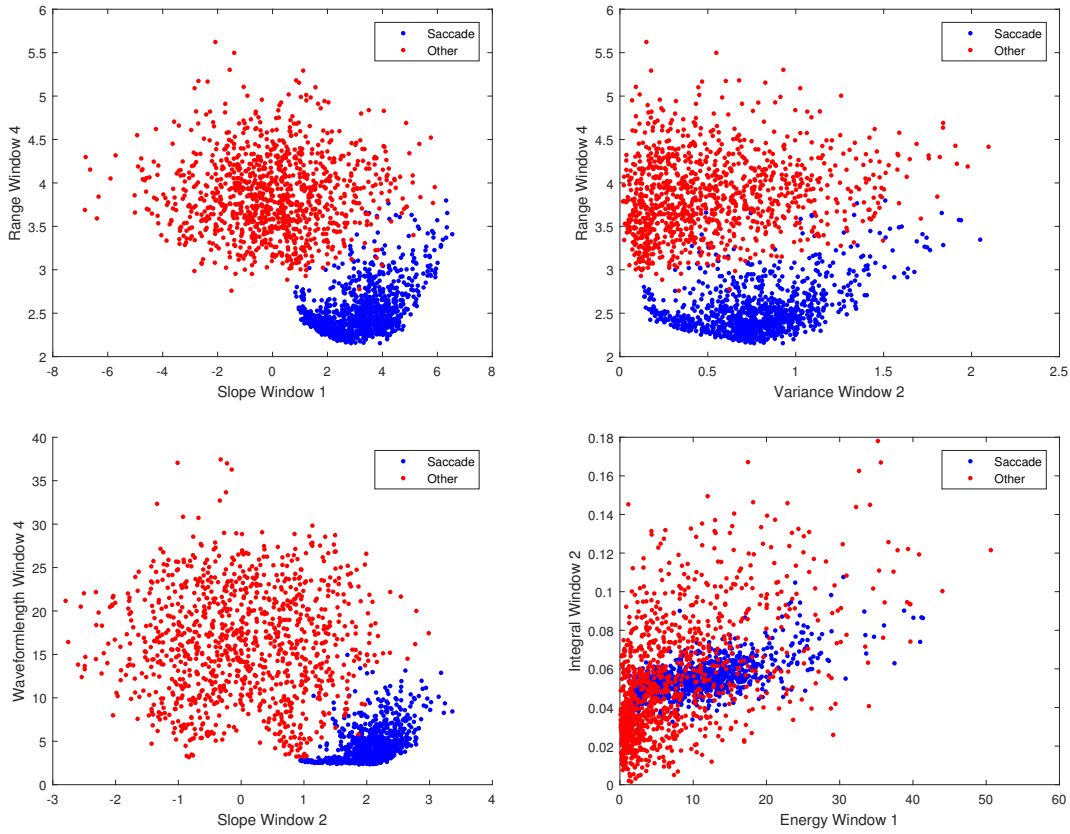 6
5.5
5
4.5
4
3.5
3
2.5
2
Range Window 4
-8 -6 -4 -2 0 2 4 6 8
Slope Window 1
Saccade
Other
6
5.5
5
4.5
4
3.5
3
2.5
2
Range Window 4
0 0.5 1 1.5 2 2.5
Variance Window 2
Saccade
Other
40
35
30
25
20
15
10
5
0
Waveformlength Window 4
-3 -2 -1 0 1 2 3 4
Slope Window 2
Saccade
Other
0.18
0.16
0.14
0.12
0.1
0.08
0.06
0.04
0.02
0
Integral Window 2
0 10 20 30 40 50 60
Energy Window 1
Saccade
Other